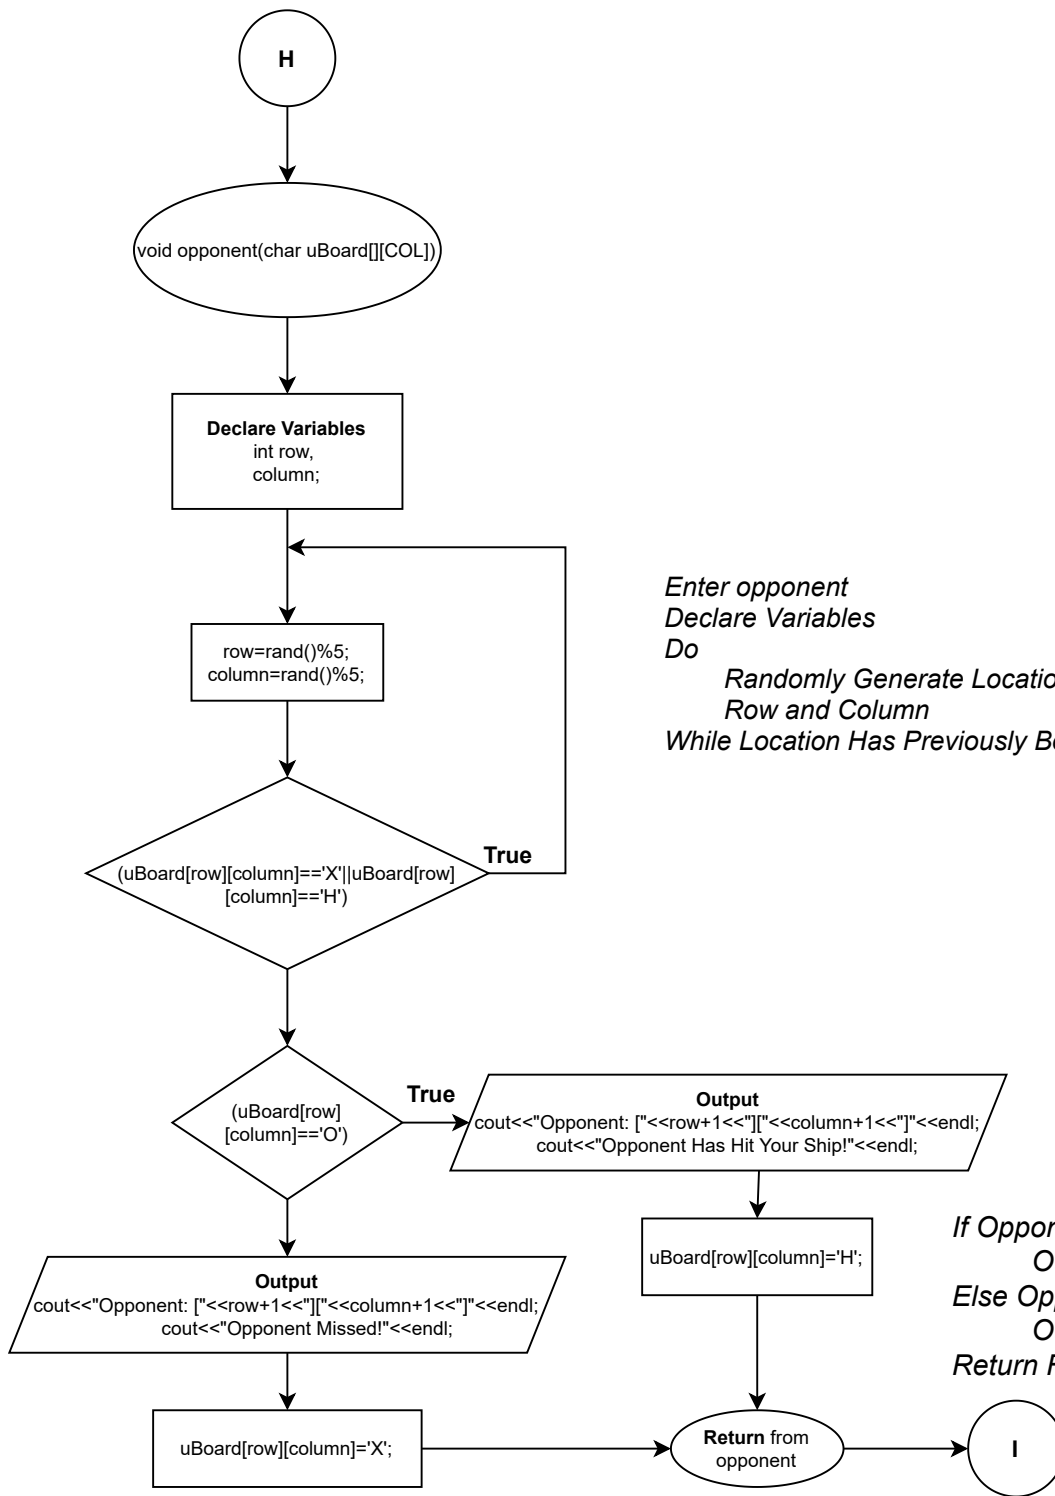 H
void opponent(char uBoard[][COL])
Declare Variables
int row,
column;
row=rand()%5;
column=rand()%5;
Enter opponent
Declare Variables
Do
Randomly Generate
Row and Column
While Location Has Previously
(uBoard[row][column]=='X'||uBoard[row]
[column]=='H')
True
(uBoard[row]
[column]=='O')
True
Output
cout<<"Opponent: ["<<row+1<<"]["<<column+1<<"]"<<endl;
cout<<"Opponent Has Hit Your Ship!"<<endl;
uBoard[row][column]='H';
Output
cout<<"Opponent: ["<<row+1<<"]["<<column+1<<"]"<<endl;
cout<<"Opponent Missed!"<<endl;
uBoard[row][column]='X';
If
Else
Return
Return from
opponent
I